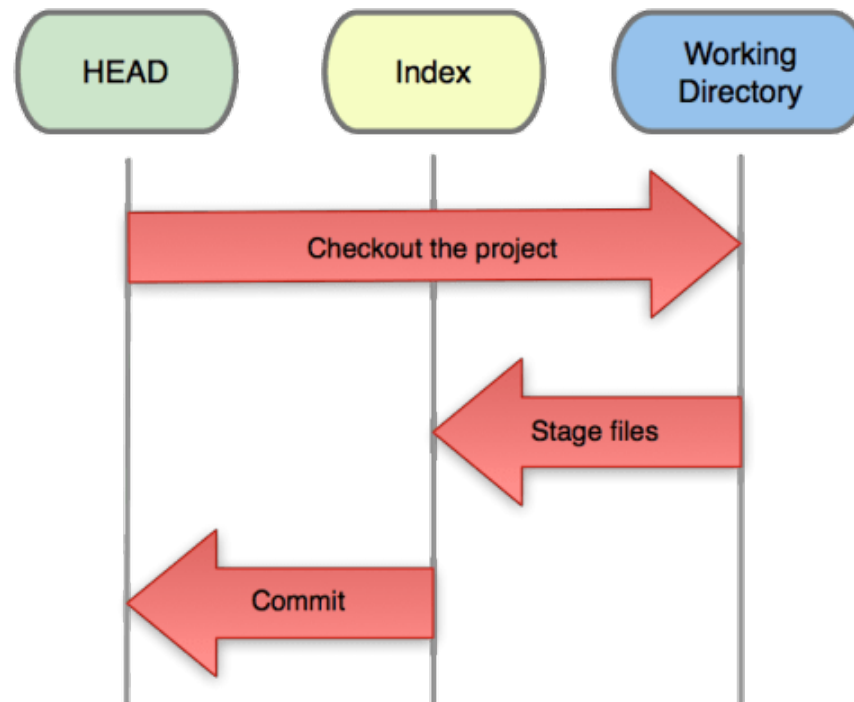 HEAD
Index
Working
Directory
Checkout the project
Stage files
Commit